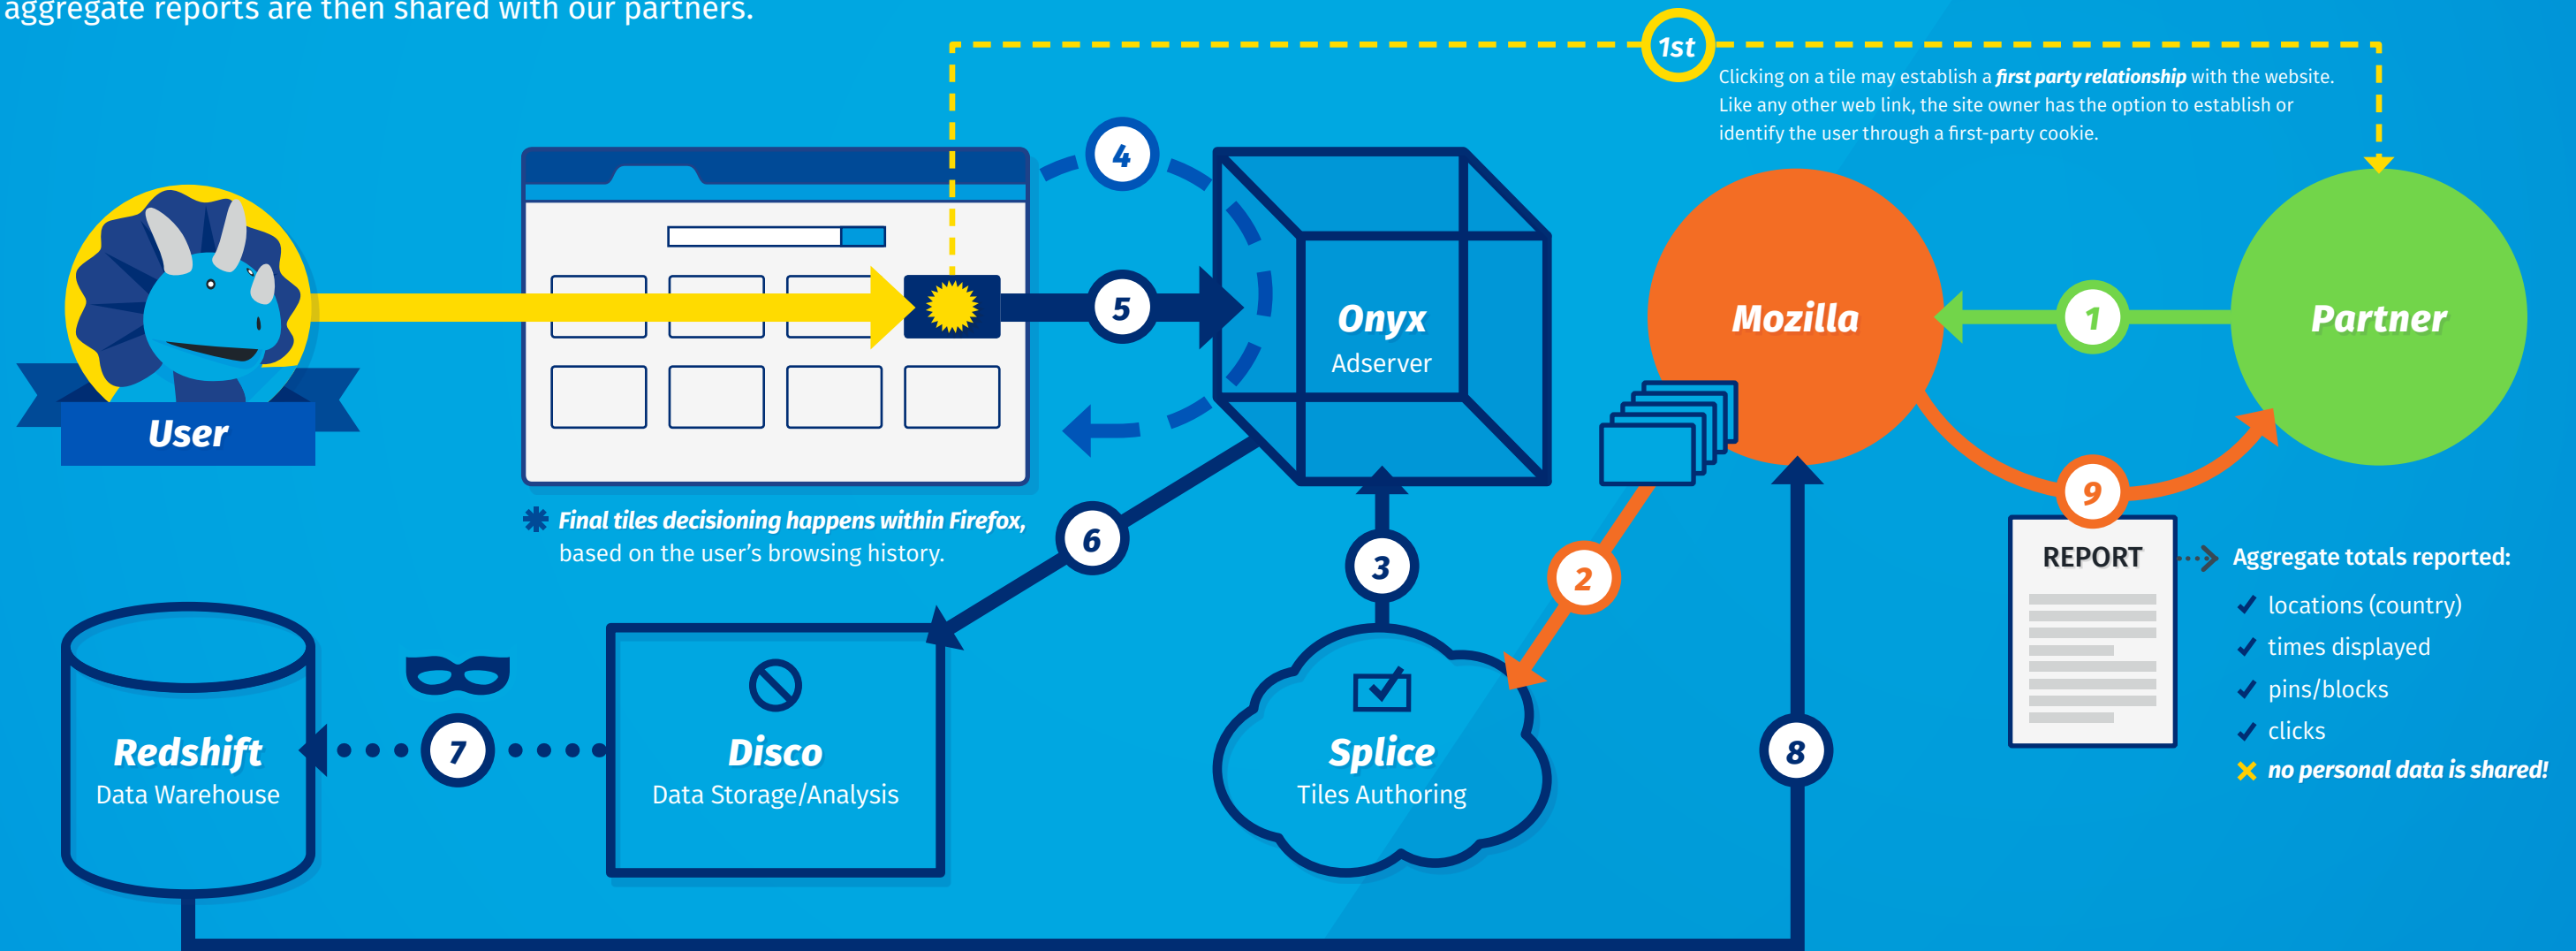 aggregate reports are then shared with our partners.
1st
Clicking on a tile may establish a first party relationship with the website.
Like any other web link, the site owner has the option to establish or
identify the user through a first-party cookie.
4
5
Onyx
Adserver
Mozilla
1
Partner
User
9
Final tiles decisioning happens within Firefox,
based on the user’s browsing history.
6
3
2
REPORT
Aggregate totals reported:
locations (country)
times displayed
pins/blocks
clicks
no personal data is shared!
Redshift
Data Warehouse
7
Disco
Data Storage/Analysis
Splice
Tiles Authoring
8